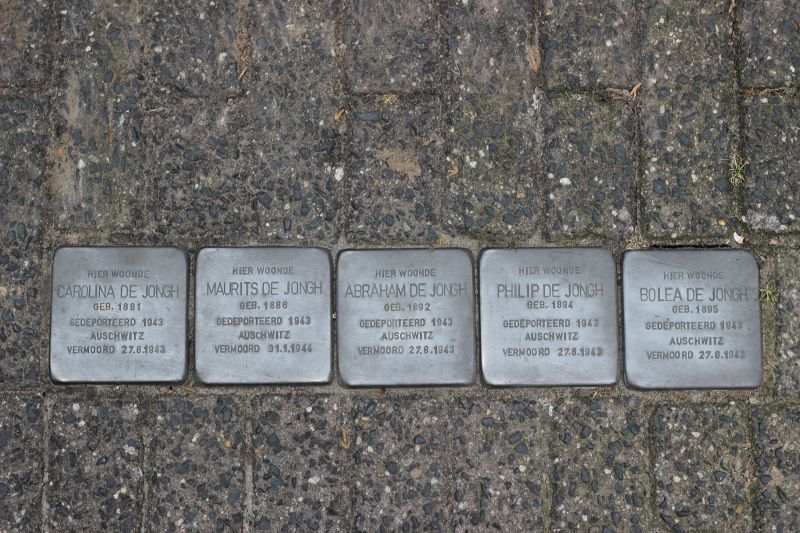 HIER WOONDE
CAROLINA DE JONGH
GEB. 1881
GEDEPORTEERD 1943
AUSCHWITZ
VERMOORD 27.8.1943
HIER WOONDE
MAURITS DE JONGH
GEB. 1886
GEDEPORTEERD 1943
AUSCHWITZ
VERMOORD 31.1.1944
HIER WOONDE
ABRAHAM DE JONGH
GEB. 1892
GEDEPORTEERD 1943
AUSCHWITZ
VERMOORD 27.8.1943
HIER WOONDE
PHILIP DE JONGH
GEB. 1894
GEDEPORTEERD 1943
AUSCHWITZ
VERMOORD 27.8.1943
HIER WOONDE
BOLEA DE JONGH
GEB. 1895
GEDEPORTEERD 1943
AUSCHWITZ
VERMOORD 27.8.1943